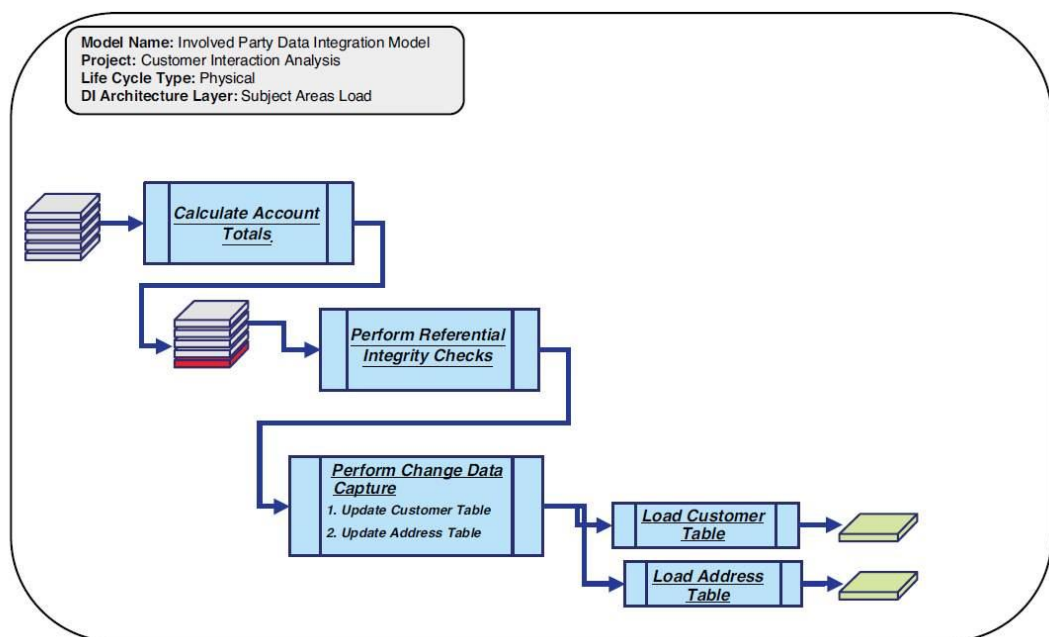 Model Name: Involved Party Data Integration Model
Project: Customer Interaction Analysis
Life Cycle Type: Physical
DI Architecture Layer: Subject Areas Load
Calculate Account
Totals.
Perform Referential
Integrity Checks
Perform Change Data
Capture
1. Update Customer Table
2. Update Address Table
Load Customer
Table
Load Address
Table